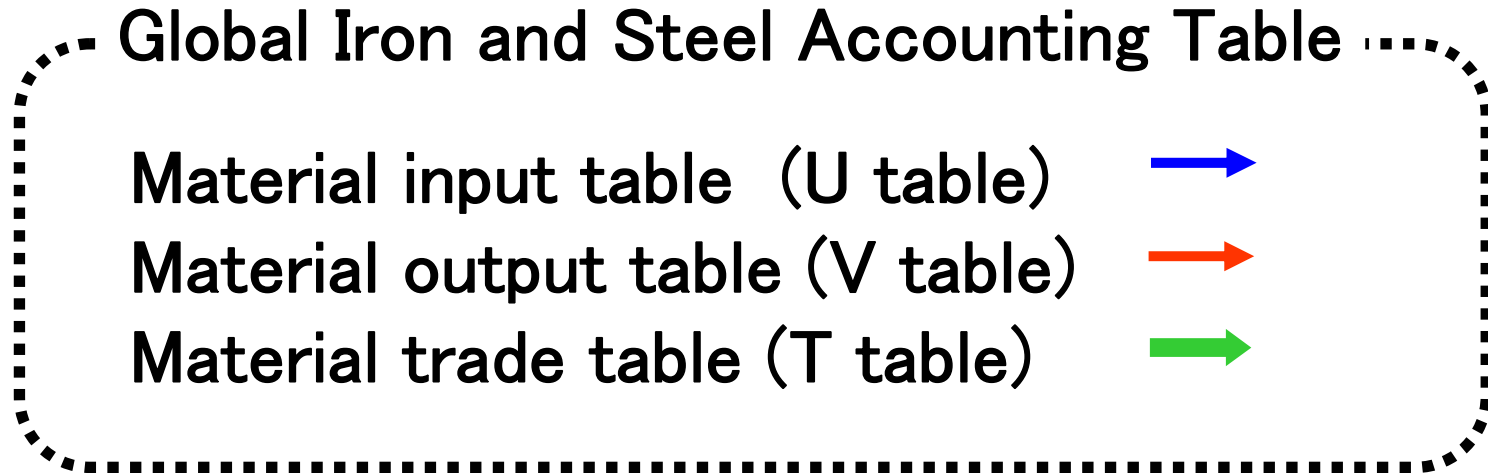 Global Iron and Steel Accounting Table
Material input table (U table)
Material output table (V table)
Material trade table (T table)